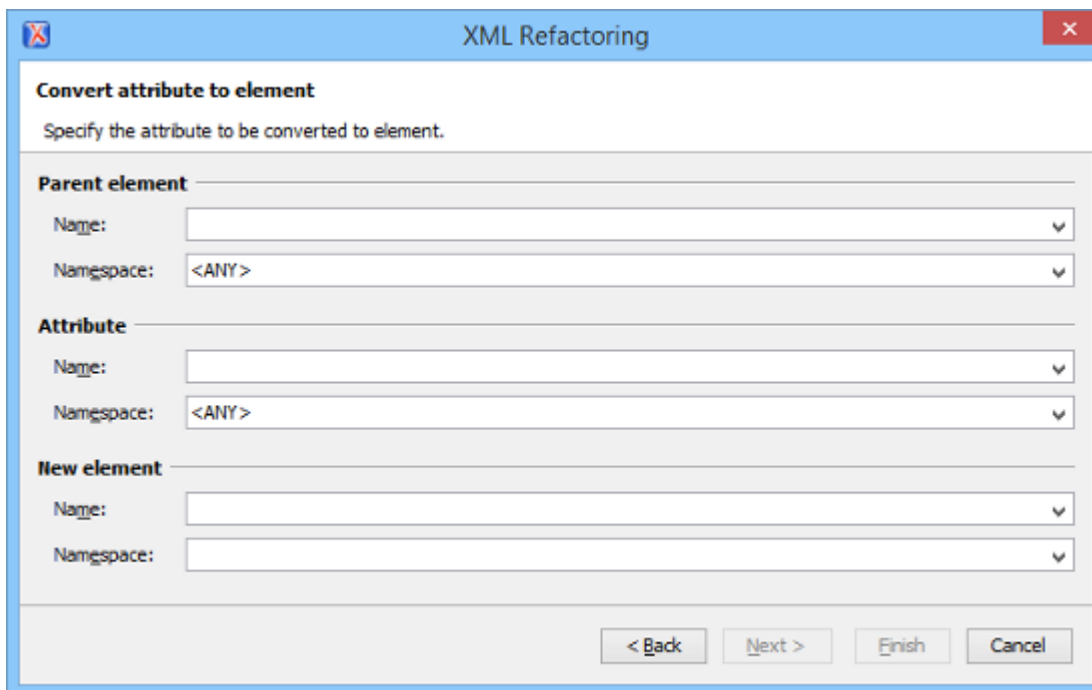 XML Refactoring
Convert attribute to element
Specify the attribute to be converted to element.
Parent element
Name:
Namespace: <ANY>
Attribute
Name:
Namespace: <ANY>
New element
Name:
Namespace:
< Back Next > Finish Cancel